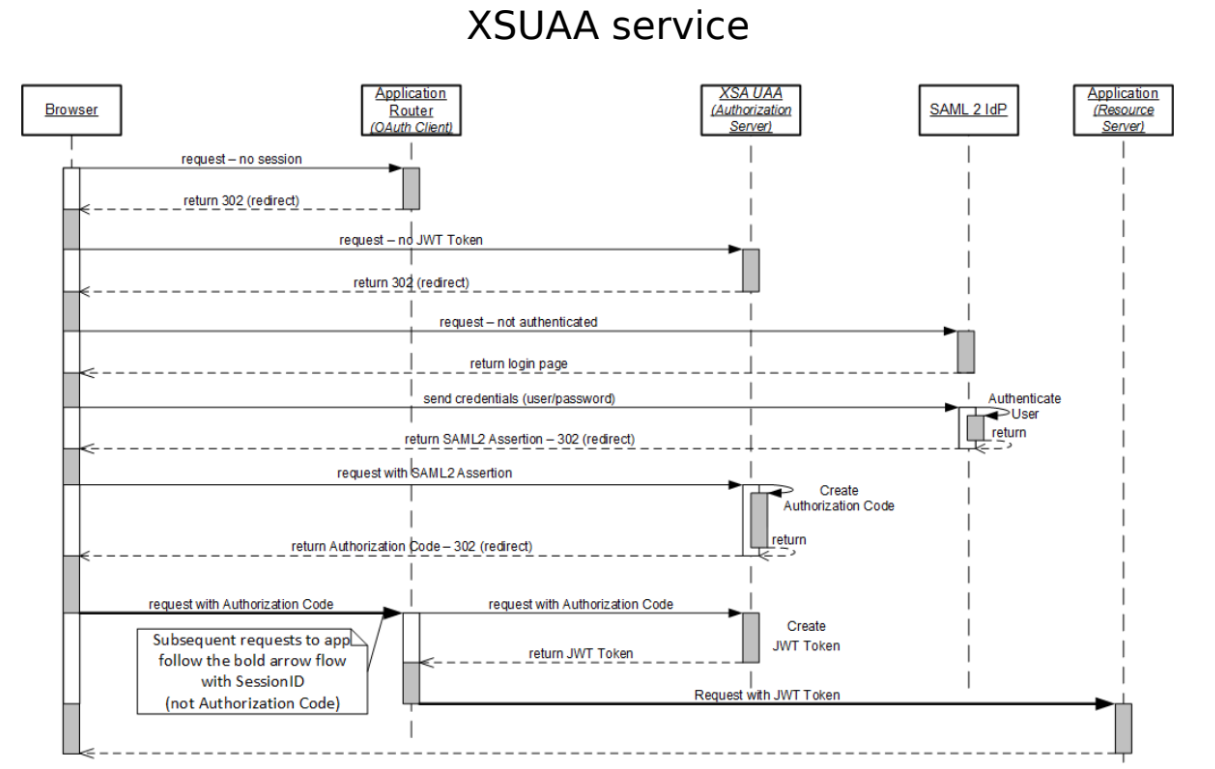 XSUAA service
Browser
Application
Router
(OAuth Client)
XSA UAA
(Authorization
Server)
SAML 2 IdP
Application
(Resource
Server)
request – no session
return 302 (redirect)
request – no JWT Token
return 302 (redirect)
request – not authenticated
return login page
send credentials (user/password)
Authenticate
User
return
return SAML2 Assertion – 302 (redirect)
request with SAML2 Assertion
Create
Authorization Code
return
return Authorization Code – 302 (redirect)
request with Authorization Code
request with Authorization Code
Create
JWT Token
Subsequent requests to app
follow the bold arrow flow
with SessionID
(not Authorization Code)
return JWT Token
Request with JWT Token